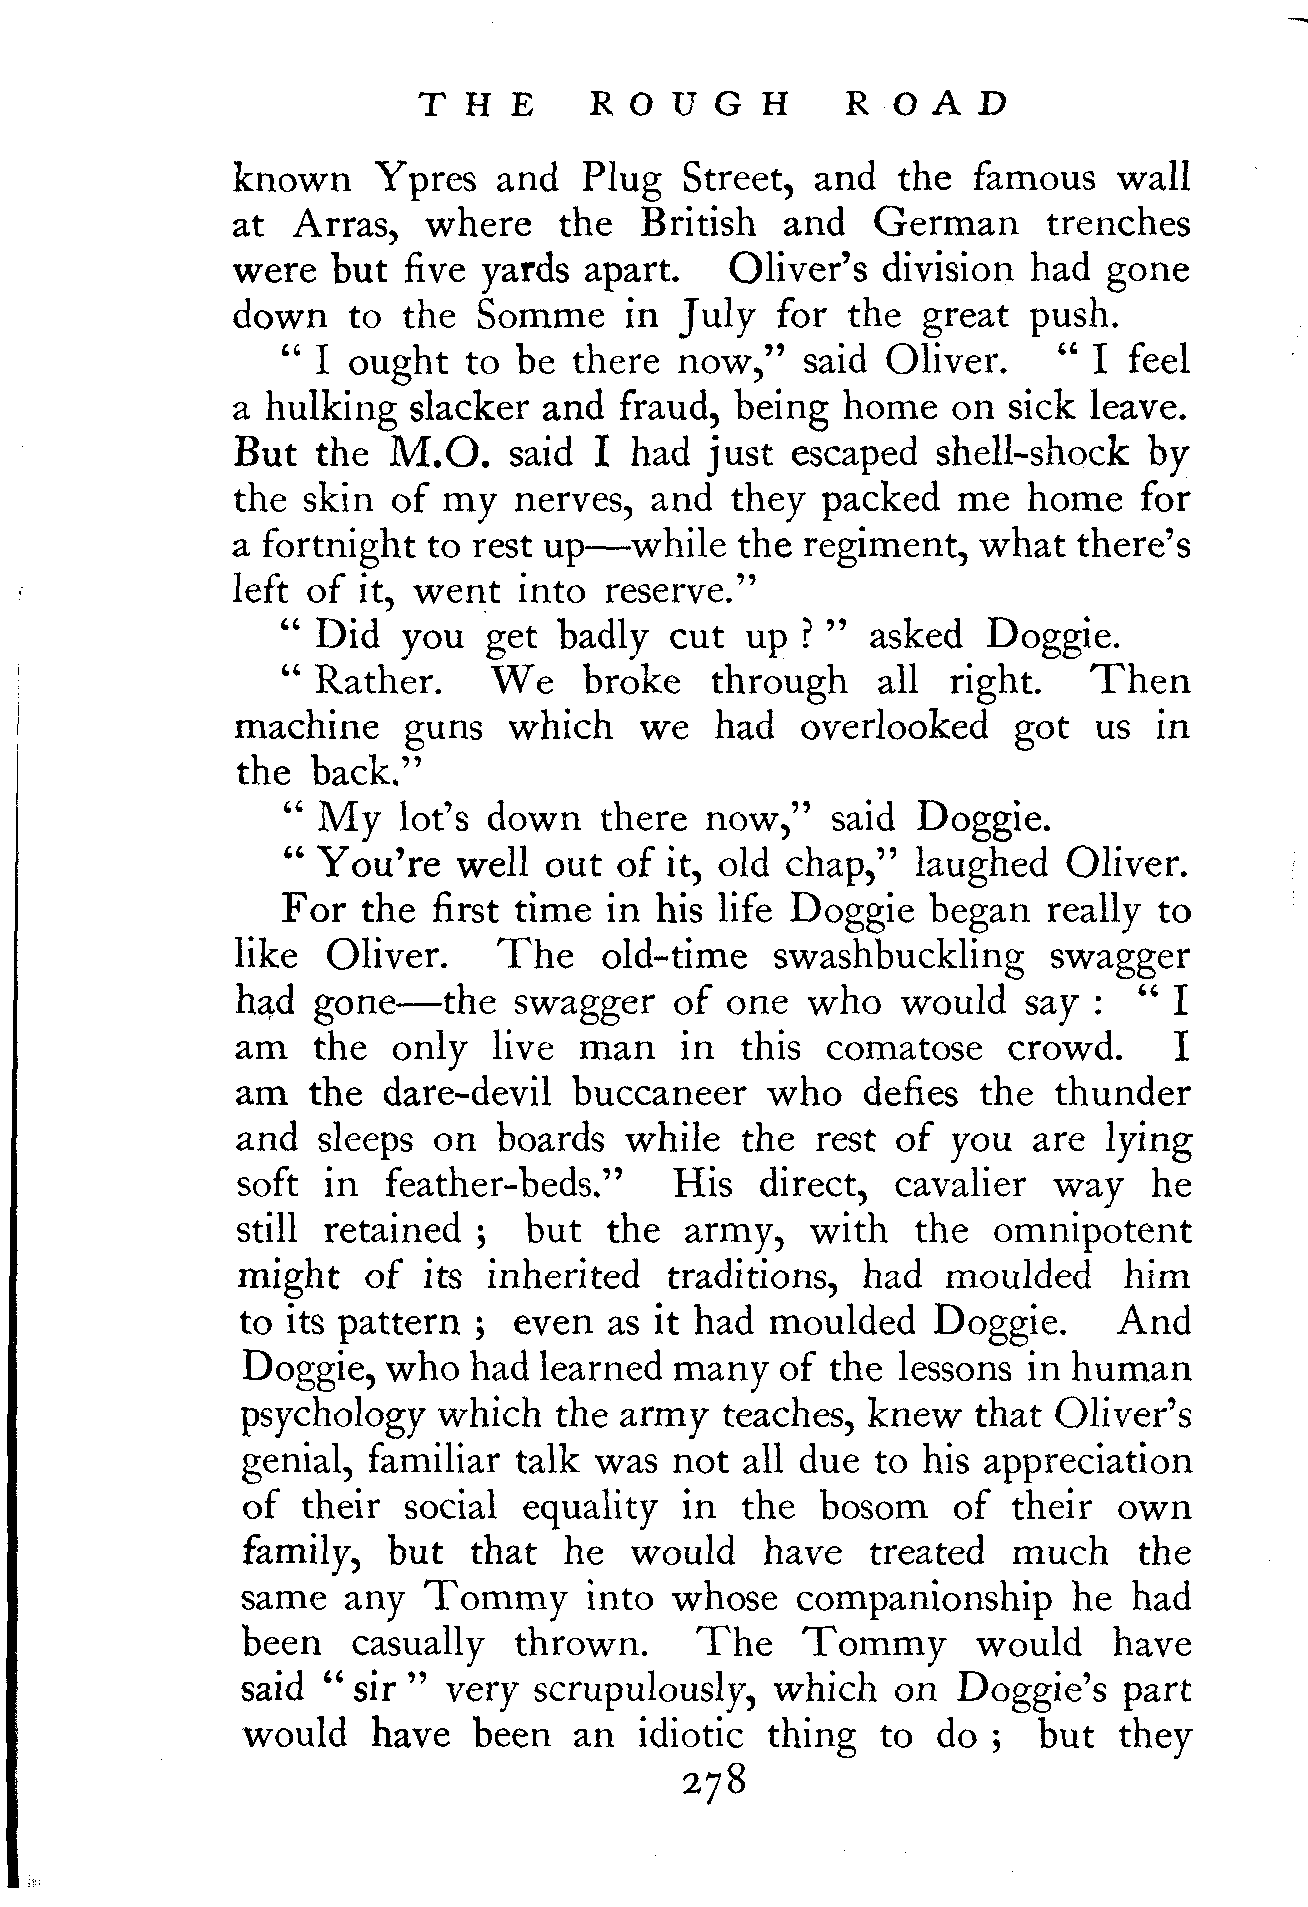 THE ROUGH ROAD
known Ypres and Plug Street, and the famous wall
at Arras, where the British and German trenches
were but five yards apart. Oliver's division had gone
down to the Somme in July for the great push.
“ I ought to be there now,” said Oliver. “ I feel
a hulking slacker and fraud, being home on sick leave.
But the M.O. said I had just escaped shell-shock by
the skin of my nerves, and they packed me home for
a fortnight to rest up—while the regiment, what there's
left of it, went into reserve.”
“ Did you get badly cut up ? ” asked Doggie.
“ Rather. We broke through all right. Then
machine guns which we had overlooked got us in
the back.”
“ My lot's down there now,” said Doggie.
“ You're well out of it, old chap,” laughed Oliver.
For the first time in his life Doggie began really to
like Oliver. The old-time swashbuckling swagger
had gone—the swagger of one who would say : “ I
am the only live man in this comatose crowd. I
am the dare-devil buccaneer who defies the thunder
and sleeps on boards while the rest of you are lying
soft in feather-beds.” His direct, cavalier way he
still retained ; but the army, with the omnipotent
might of its inherited traditions, had moulded him
to its pattern ; even as it had moulded Doggie. And
Doggie, who had learned many of the lessons in human
psychology which the army teaches, knew that Oliver's
genial, familiar talk was not all due to his appreciation
of their social equality in the bosom of their own
family, but that he would have treated much the
same any Tommy into whose companionship he had
been casually thrown. The Tommy would have
said “ sir ” very scrupulously, which on Doggie's part
would have been an idiotic thing to do ; but they
278